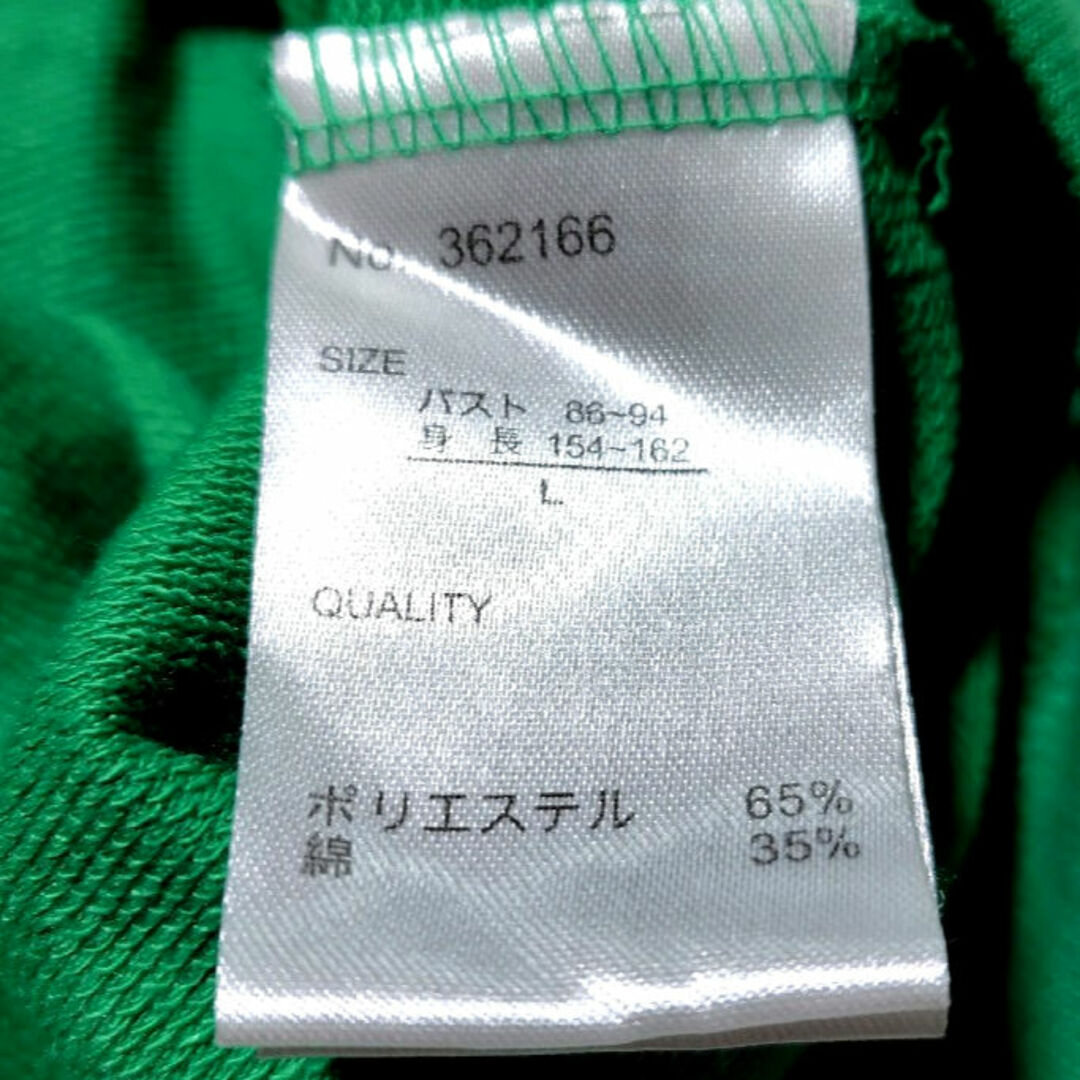 No. 362166
SIZE
バスト 86~94
身長 154~162
L
QUALITY
ポリエステル 65%
綿 35%